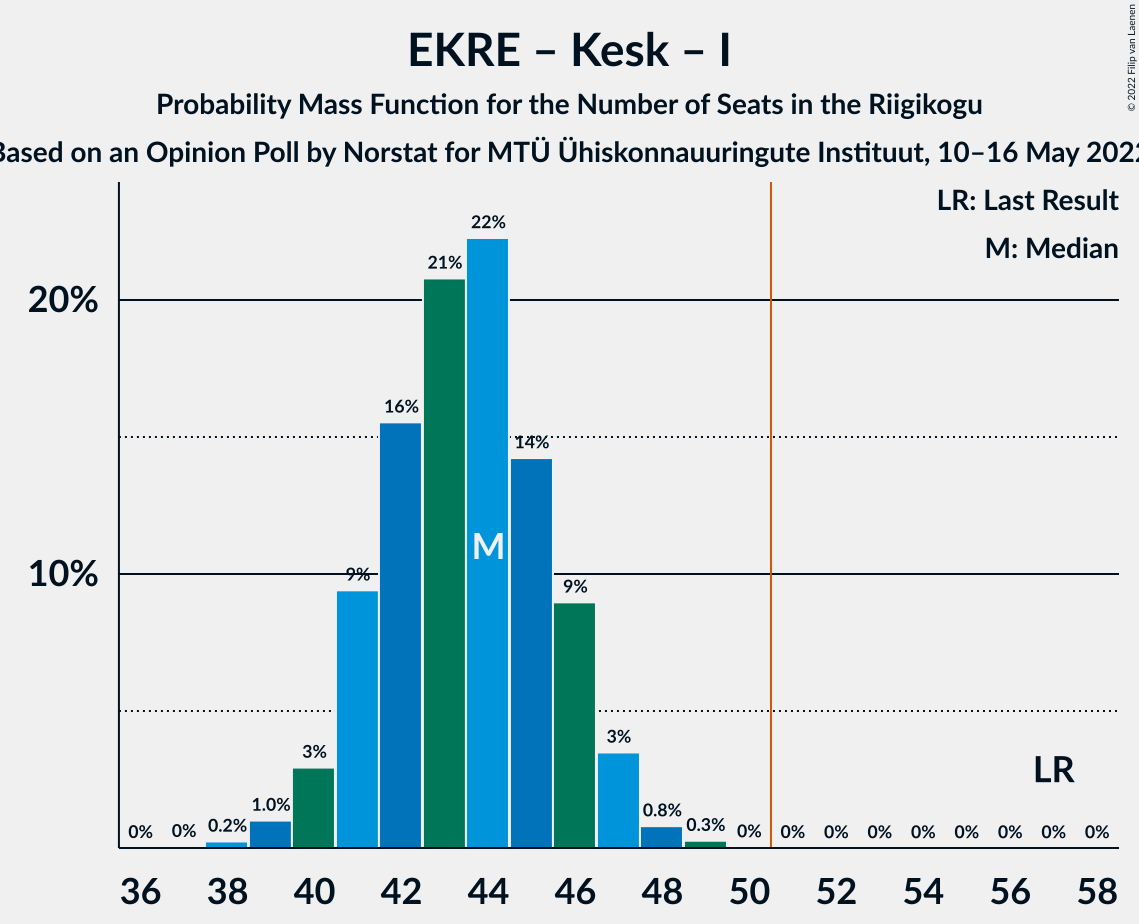 EKRE – Kesk – I
Probability Mass Function for the Number of Seats in the Riigikogu
Based on an Opinion Poll by Norstat for MTÜ Ühiskonnauuringute Instituut, 10–16 May 2022
© 2022 Filip van Laenen
LR: Last Result
M: Median
20%
10%
0% 0% 0.2% 1.0% 3% 9% 16% 21% 22% 14% 9% 3% 0.8% 0.3% 0% 0% 0% 0% 0% 0% 0% 0% 0%
M
LR
36 38 40 42 44 46 48 50 52 54 56 58